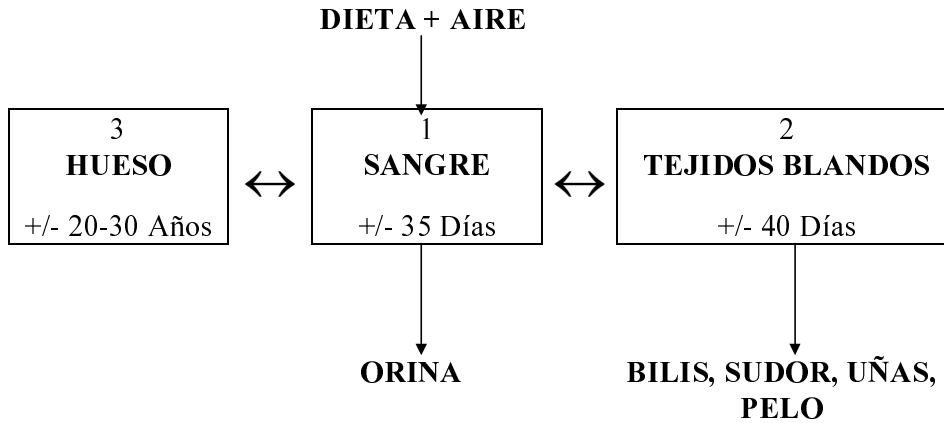 DIETA + AIRE
3
HUESO
+/- 20-30 Años
1
SANGRE
+/- 35 Días
2
TEJIDOS BLANDOS
+/- 40 Días
ORINA
BILIS, SUDOR, UÑAS,
PELO